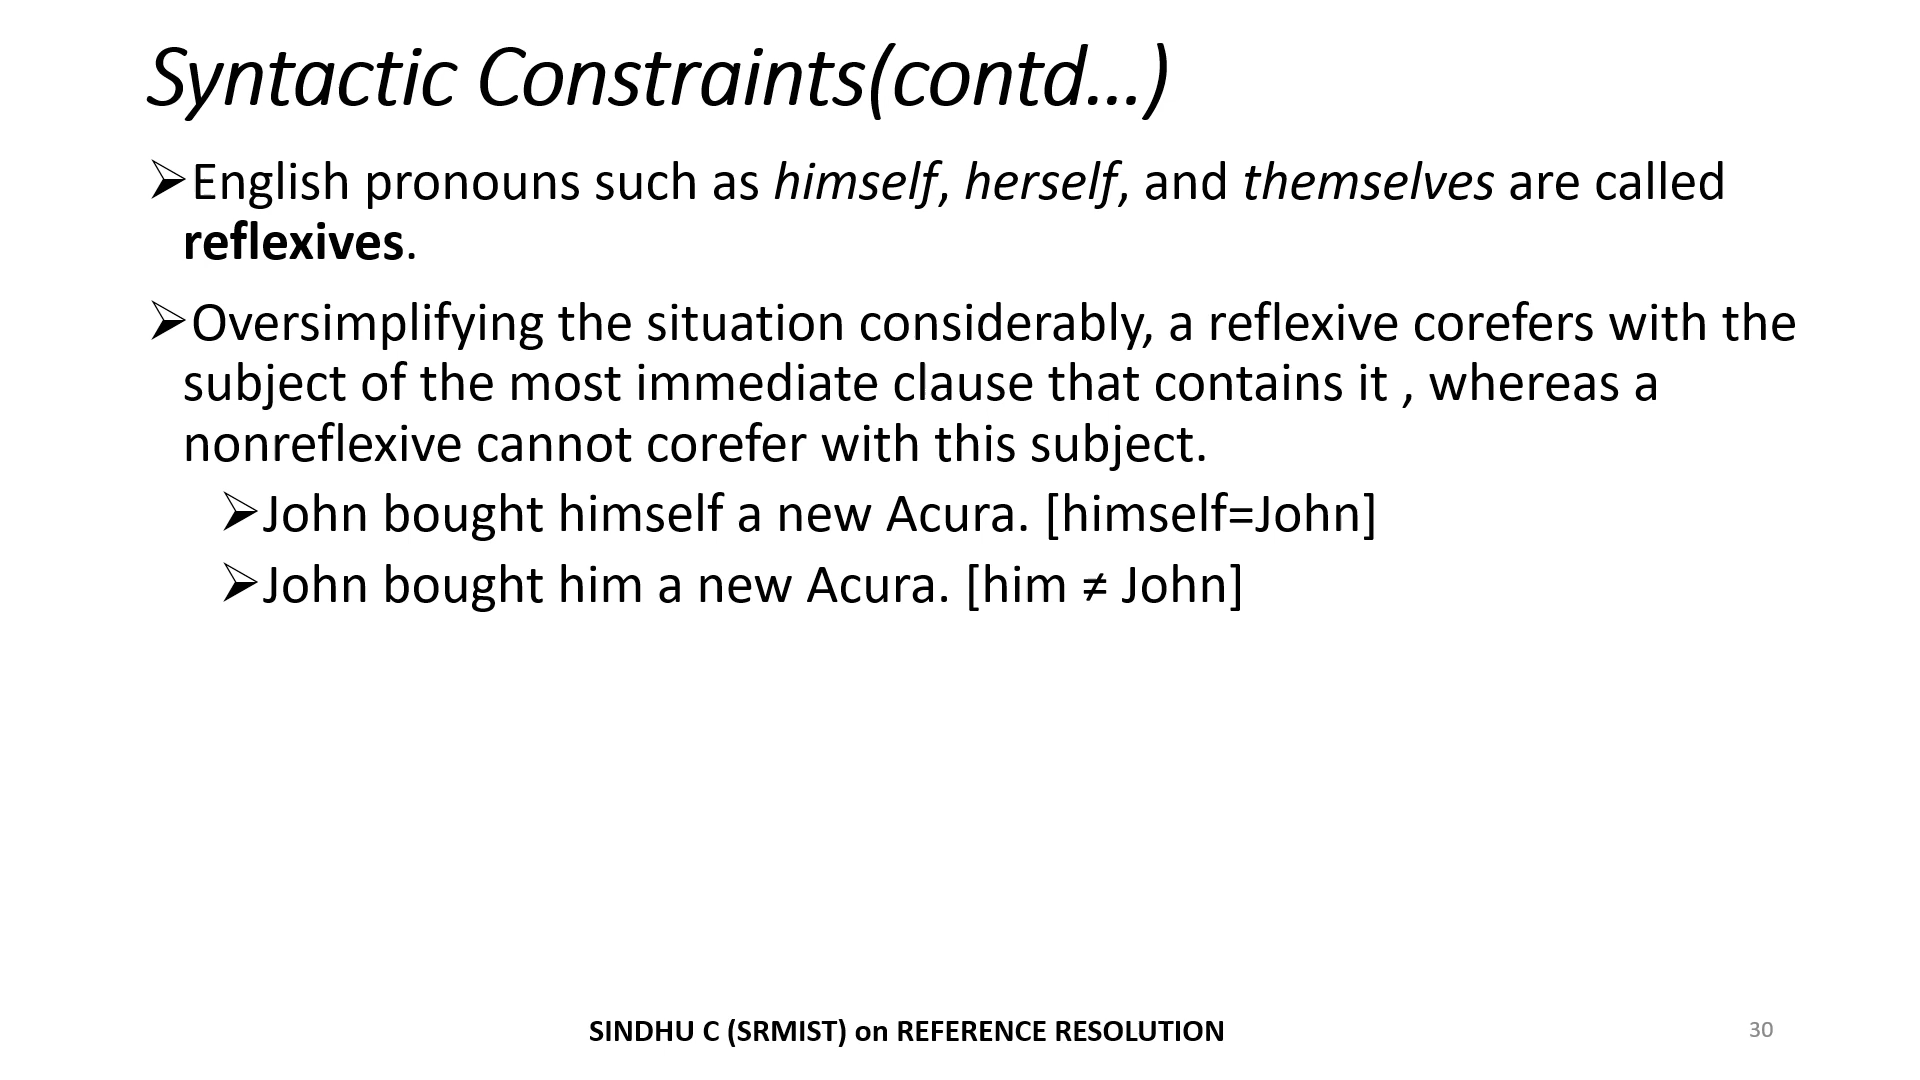 Syntactic Constraints(contd...)
➢English pronouns such as himself, herself, and themselves are called
reflexives.
➢Oversimplifying the situation considerably, a reflexive corefers with the
subject of the most immediate clause that contains it , whereas a
nonreflexive cannot corefer with this subject.
➢John bought himself a new Acura. [himself=John]
➢John bought him a new Acura. [him ≠ John]
SINDHU C (SRMIST) on REFERENCE RESOLUTION
30